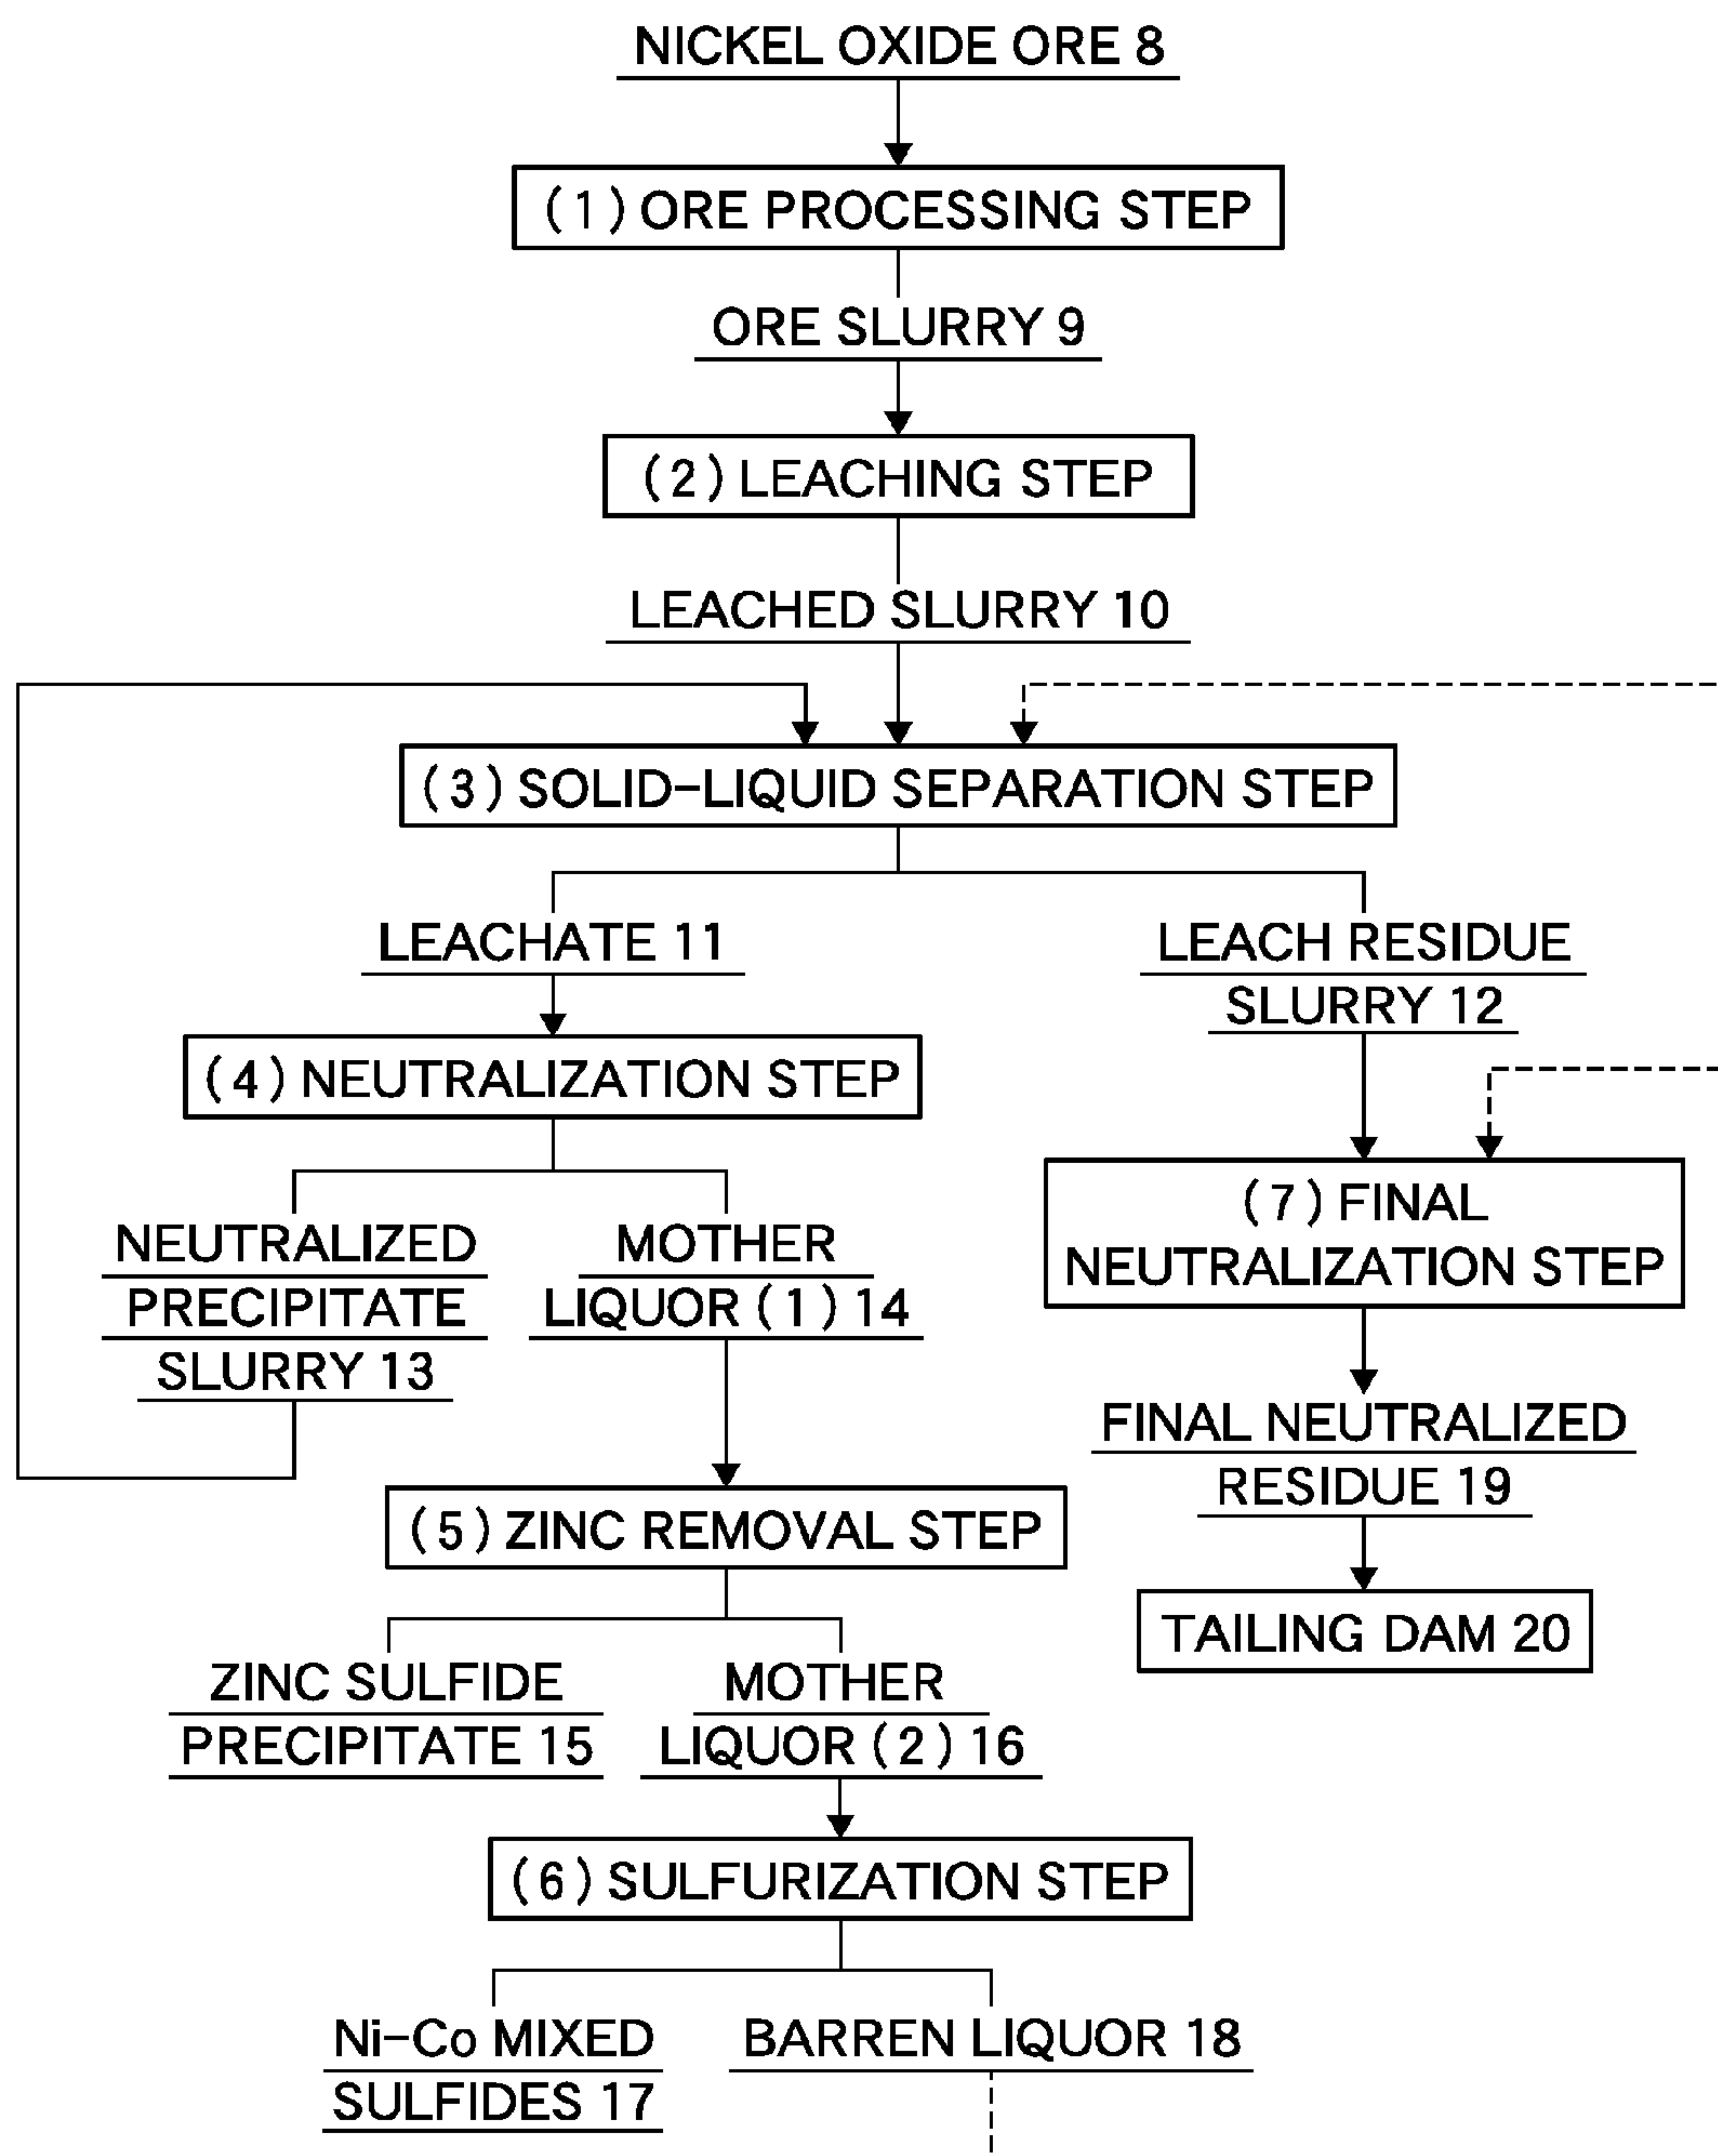 NICKEL OXIDE ORE 8
(1) ORE PROCESSING STEP
ORE SLURRY 9
(2) LEACHING STEP
LEACHED SLURRY 10
(3) SOLID-LIQUID SEPARATION STEP
LEACHATE 11
LEACH RESIDUE
SLURRY 12
(4) NEUTRALIZATION STEP
(7) FINAL
NEUTRALIZATION STEP
NEUTRALIZED
PRECIPITATE
SLURRY 13
MOTHER
LIQUOR (1) 14
FINAL NEUTRALIZED
RESIDUE 19
(5) ZINC REMOVAL STEP
TAILING DAM 20
ZINC SULFIDE
PRECIPITATE 15
MOTHER
LIQUOR (2) 16
(6) SULFURIZATION STEP
Ni-Co MIXED
SULFIDES 17
BARREN LIQUOR 18